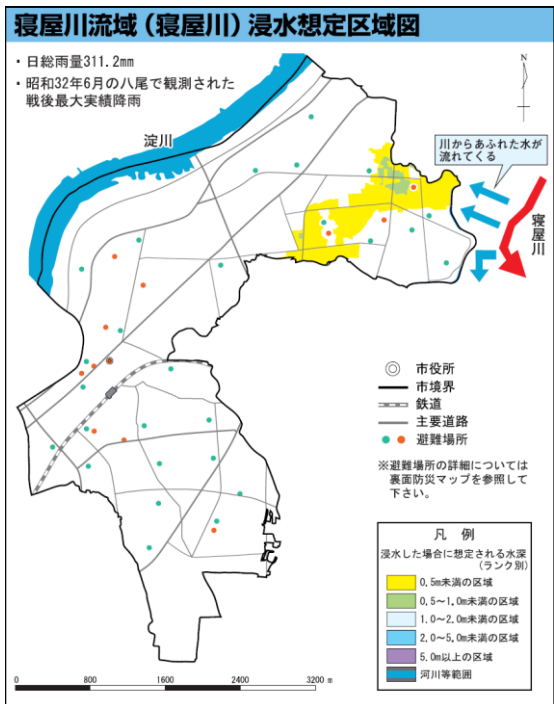 寝屋川流域(寝屋川)浸水想定区域図
・日総雨量311.2mm
・昭和32年6月の八尾で観測された
戦後最大実績降雨
N
淀川
川からあふれた水が
流れてくる
寝屋川
市役所
市境界
鉄道
主要道路
避難場所
※避難場所の詳細については
裏面防災マップを参照して
下さい。
凡 例
浸水した場合に想定される水深
(ランク別)
0.5m未満の区域
0.5~1.0m未満の区域
1.0~2.0m未満の区域
2.0~5.0m未満の区域
5.0m以上の区域
河川等範囲
0 800 1600 2400 3200 m